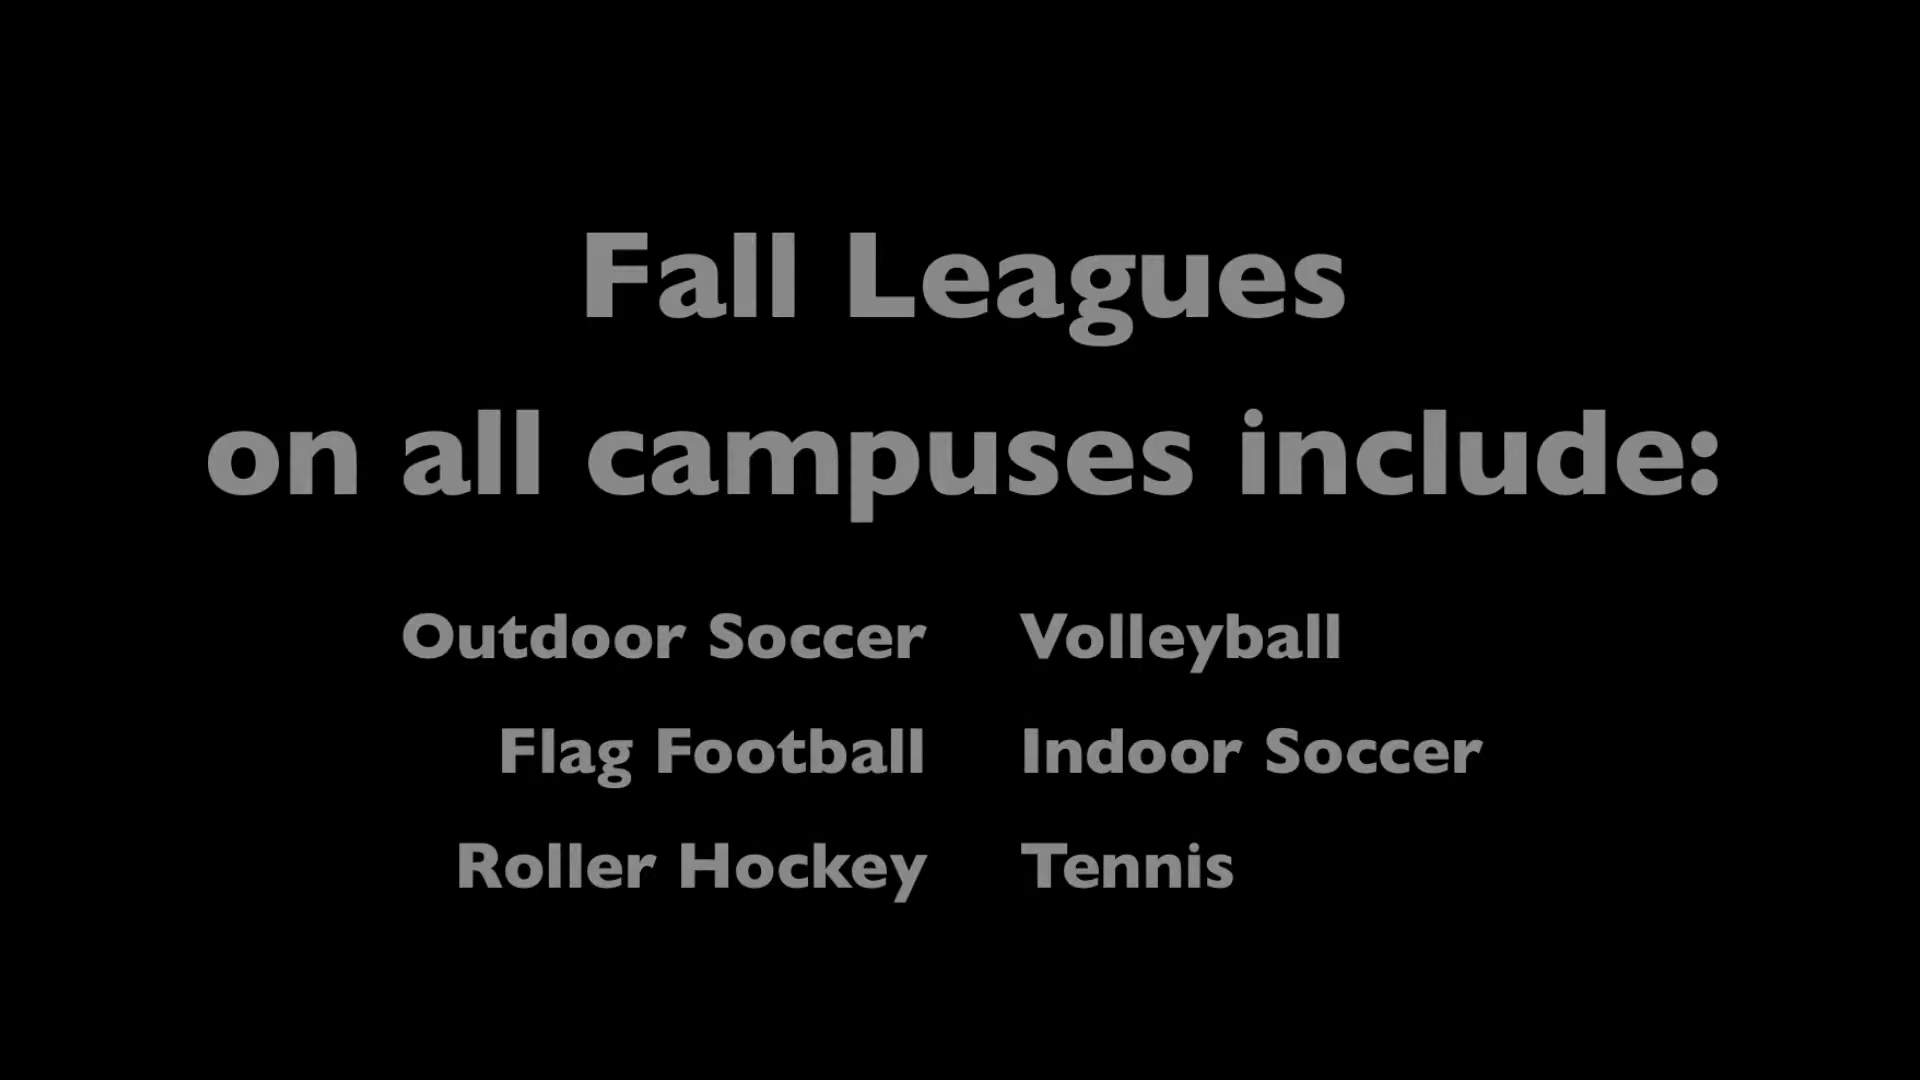 Fall Leagues
on all campuses include:
Outdoor Soccer Volleyball
Flag Football Indoor Soccer
Roller Hockey Tennis